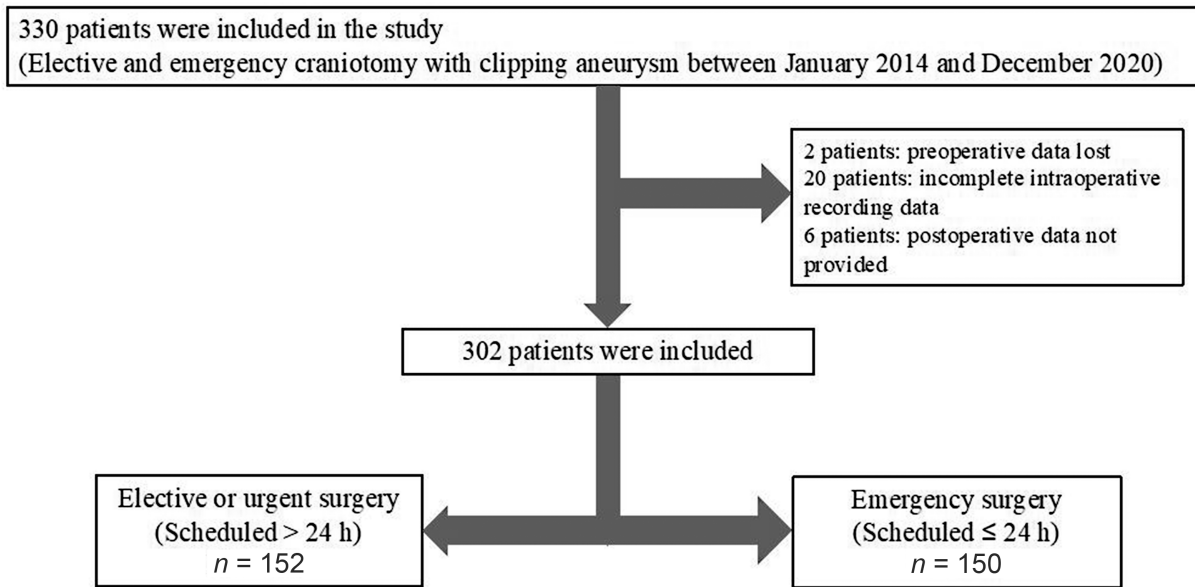 330 patients were included in the study
(Elective and emergency craniotomy with clipping aneurysm between January 2014 and December 2020)
2 patients: preoperative data lost
20 patients: incomplete intraoperative
recording data
6 patients: postoperative data not
provided
302 patients were included
Elective or urgent surgery
(Scheduled > 24 h)
n = 152
Emergency surgery
(Scheduled ≤ 24 h)
n = 150